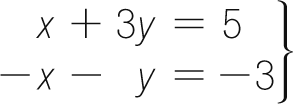 x + 3y = 5
-x - y = -3